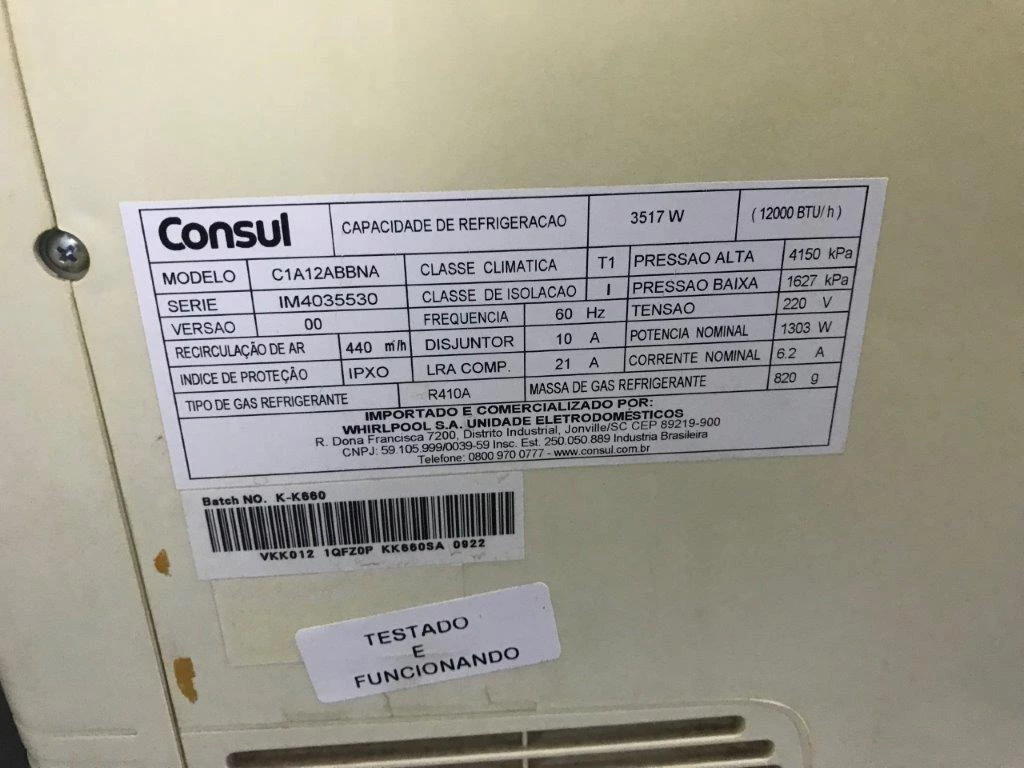 Consul CAPACIDADE DE REFRIGERACAO 3517 W ( 12000 BTU/ h )
MODELO C1A12ABBNA CLASSE CLIMATICA T1 PRESSAO ALTA 4150 kPa
SERIE IM4035530 CLASSE DE ISOLACAO I PRESSAO BAIXA 1627 kPa
VERSAO 00 FREQUENCIA 60 Hz TENSAO 220 V
RECIRCULAÇÃO DE AR 440 m³/h DISJUNTOR 10 A POTENCIA NOMINAL 1303 W
INDICE DE PROTEÇÃO IPXO LRA COMP. 21 A CORRENTE NOMINAL 6.2 A
TIPO DE GAS REFRIGERANTE R410A MASSA DE GAS REFRIGERANTE 820 g
IMPORTADO E COMERCIALIZADO POR:
WHIRLPOOL S.A. UNIDADE ELETRODOMÉSTICOS
R. Dona Francisca 7200, Distrito Industrial, Jonville/SC CEP 89219-900
CNPJ: 59.105.999/0039-59 Insc. Est. 250.050.889 Industria Brasileira
Telefone: 0800 970 0777 - www.consul.com.br
Batch NO. K-K660
VKK012 1QFZ0P KK660SA 0922
TESTADO
E
FUNCIONANDO